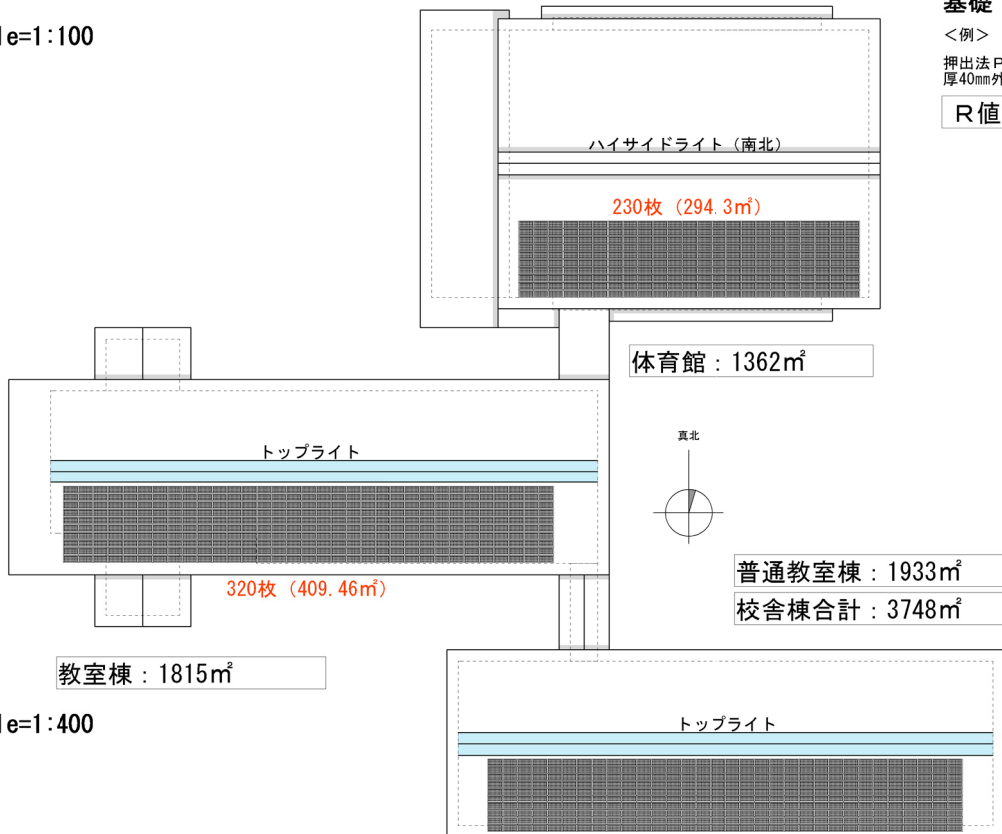 le=1:100
基礎
＜例＞
押出法P
厚40mm外
R値
ハイサイドライト（南北）
230枚（294.3㎡）
体育館：1362㎡
トップライト
真北
320枚（409.46㎡）
普通教室棟：1933㎡
校舎棟合計：3748㎡
教室棟：1815㎡
le=1:400
トップライト